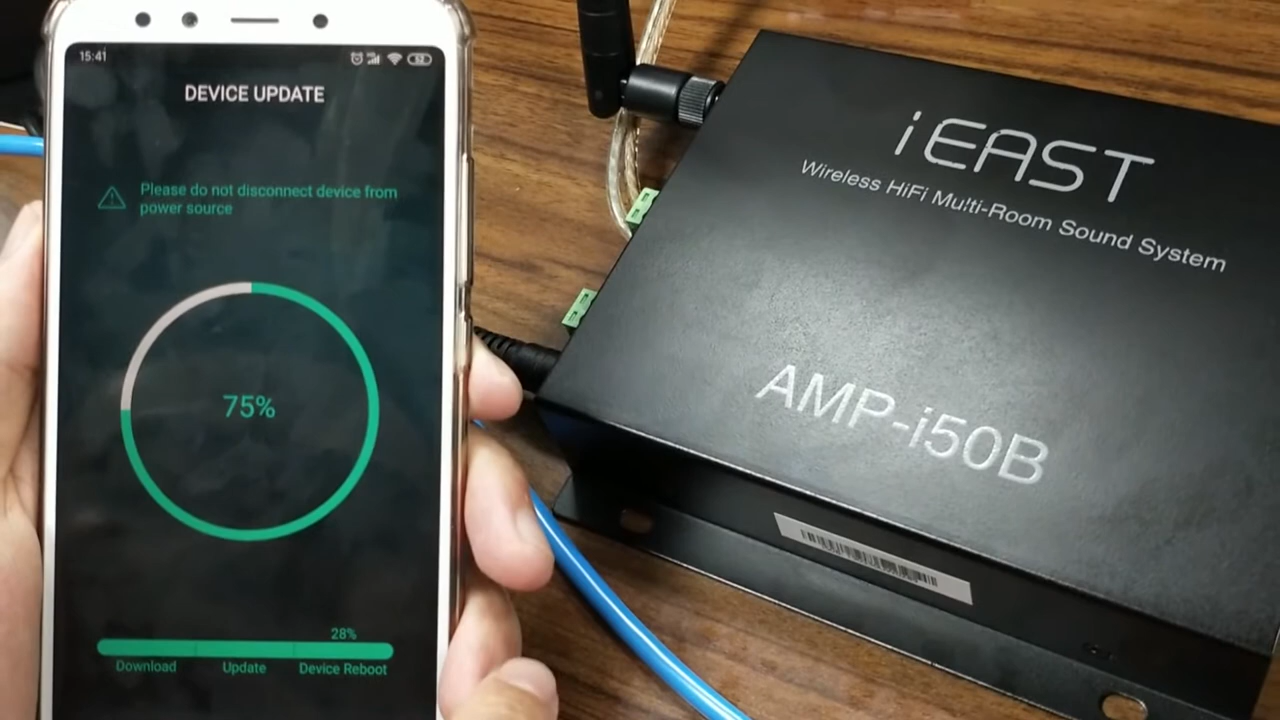 15:41
DEVICE UPDATE
Please do not disconnect device from
power source
75%
28%
Download Update Device Reboot
iEAST
Wireless HiFi Multi-Room Sound System
AMP-i50B